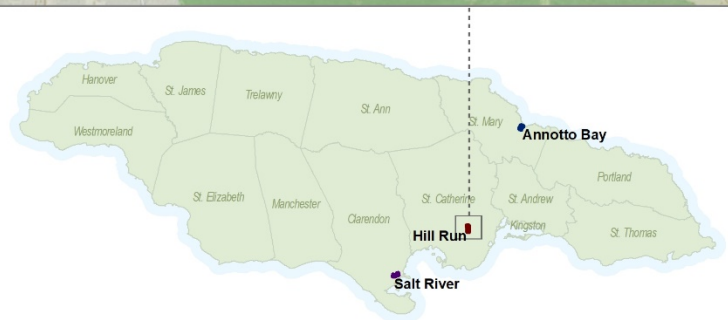 Hanover
St. James
Trelawny
St. Ann
St. Mary
Annotto Bay
Westmoreland
Portland
St. Elizabeth
Manchester
Clarendon
St. Catherine
St. Andrew
Kingston
St. Thomas
Hill Run
Salt River